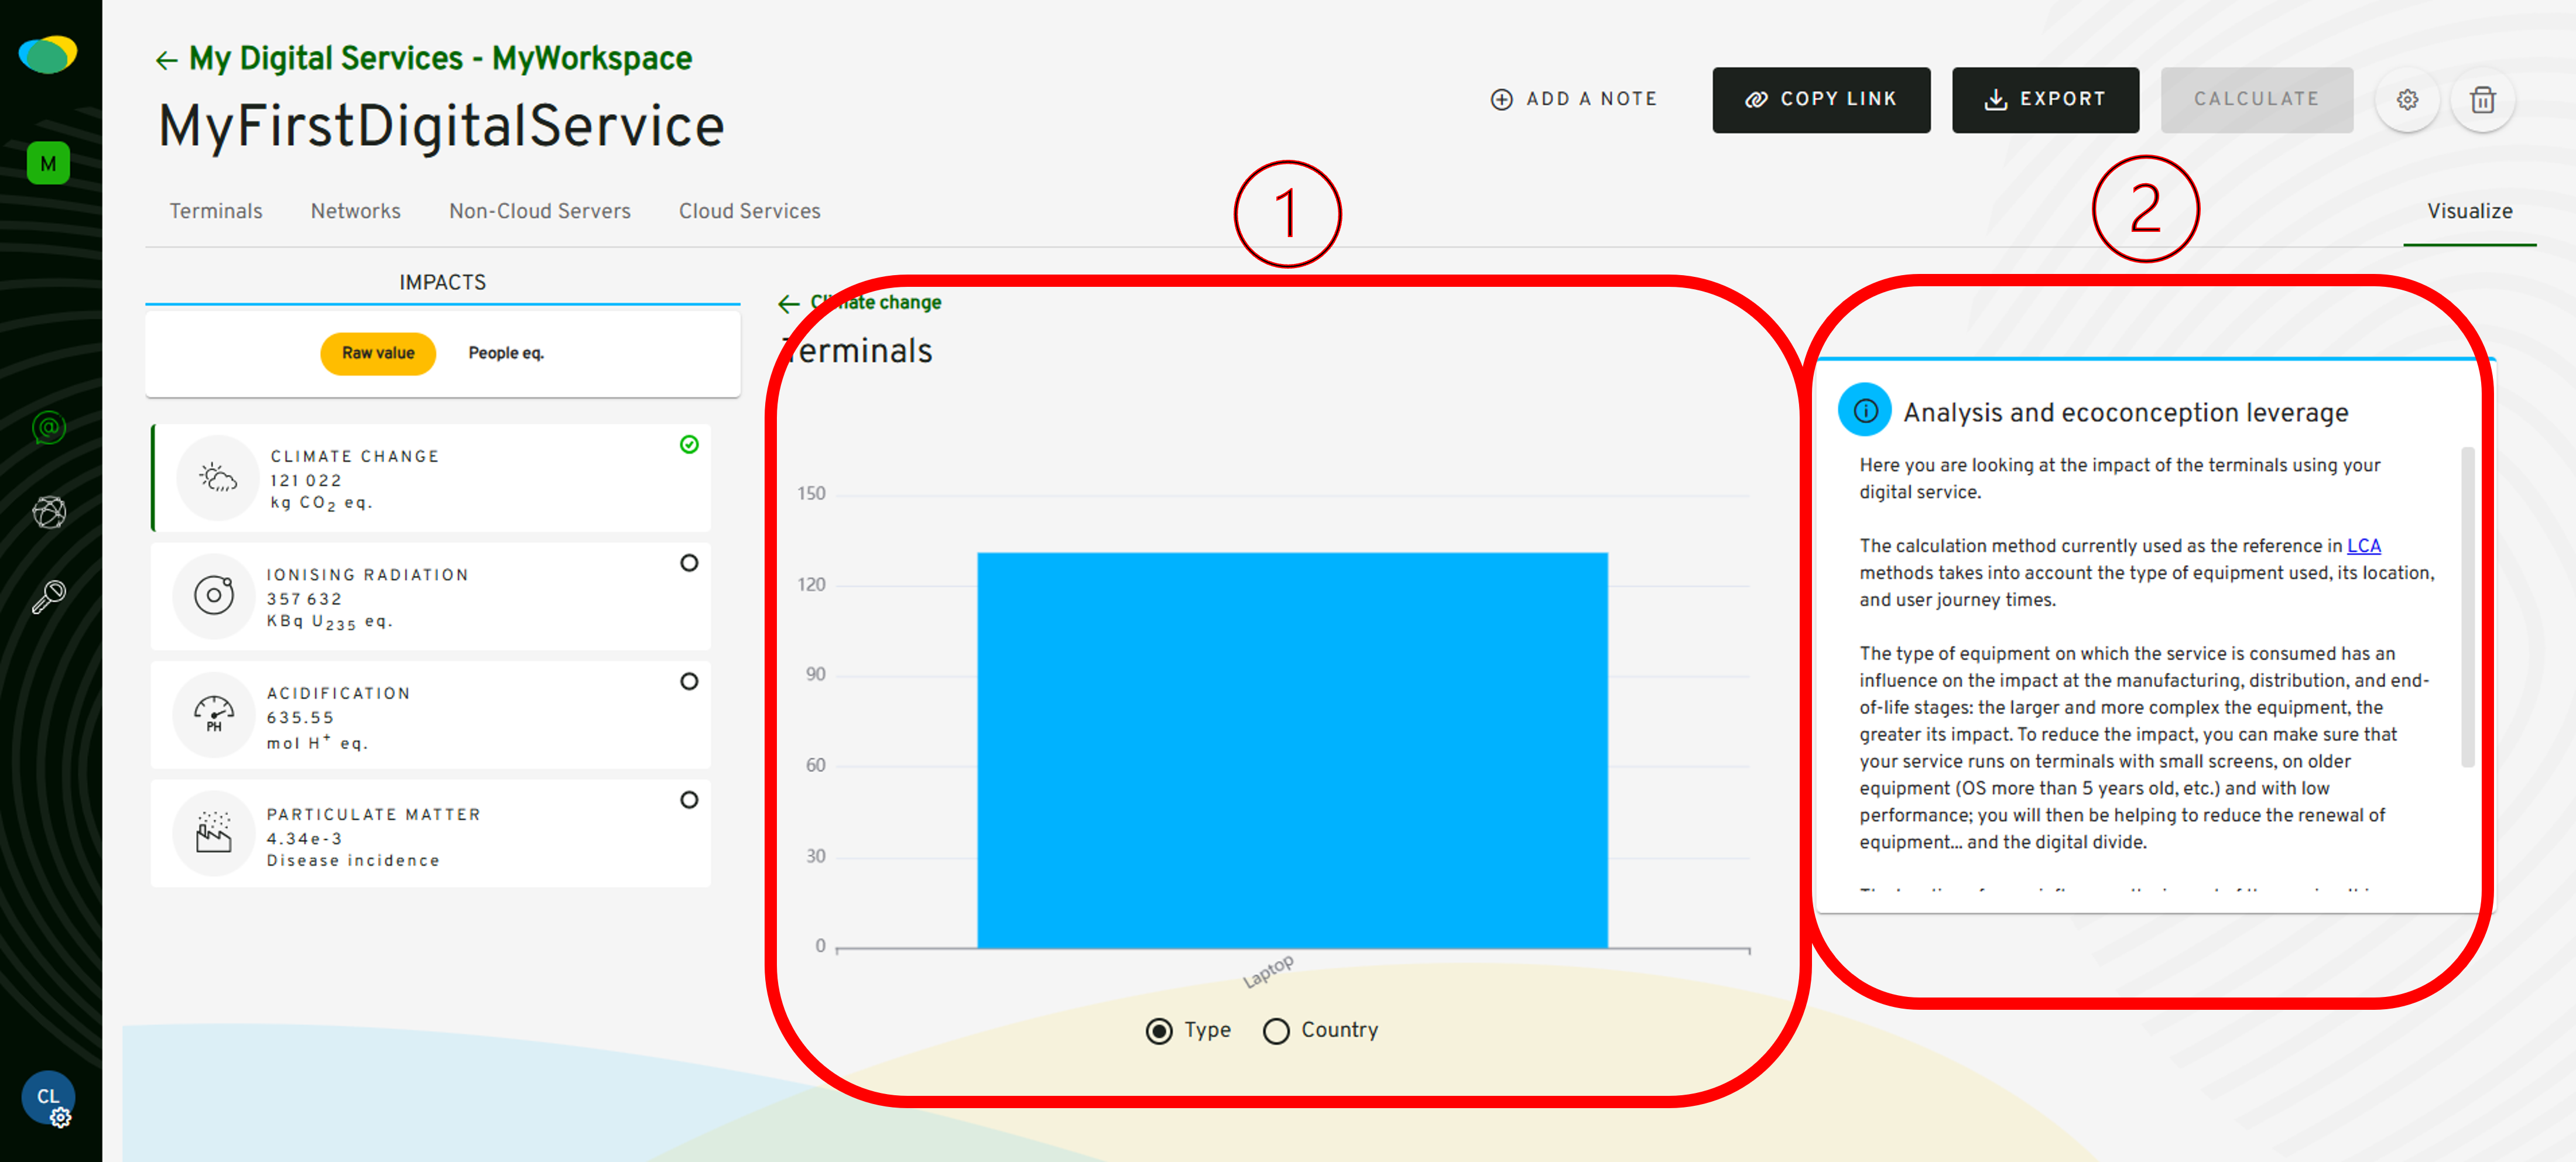 My Digital Services - MyWorkspace
MyFirstDigitalService
ADD A NOTE
COPY LINK
EXPORT
CALCULATE
M
1
2
Terminals
Networks
Non-Cloud Servers
Cloud Services
Visualize
IMPACTS
Raw value
People eq.
CLIMATE CHANGE
121 022
kg CO₂ eq.
IONISING RADIATION
357 632
KBq U₂₃₅ eq.
ACIDIFICATION
635.55
mol H⁺ eq.
PH
PARTICULATE MATTER
4.34e-3
Disease incidence
CL
Climate change
Terminals
150
120
90
60
30
0
Laptop
Type
Country
Analysis and ecoconception leverage
Here you are looking at the impact of the terminals using your
digital service.
The calculation method currently used as the reference in LCA
methods takes into account the type of equipment used, its location,
and user journey times.
The type of equipment on which the service is consumed has an
influence on the impact at the manufacturing, distribution, and end-
of-life stages: the larger and more complex the equipment, the
greater its impact. To reduce the impact, you can make sure that
your service runs on terminals with small screens, on older
equipment (OS more than 5 years old, etc.) and with low
performance; you will then be helping to reduce the renewal of
equipment... and the digital divide.